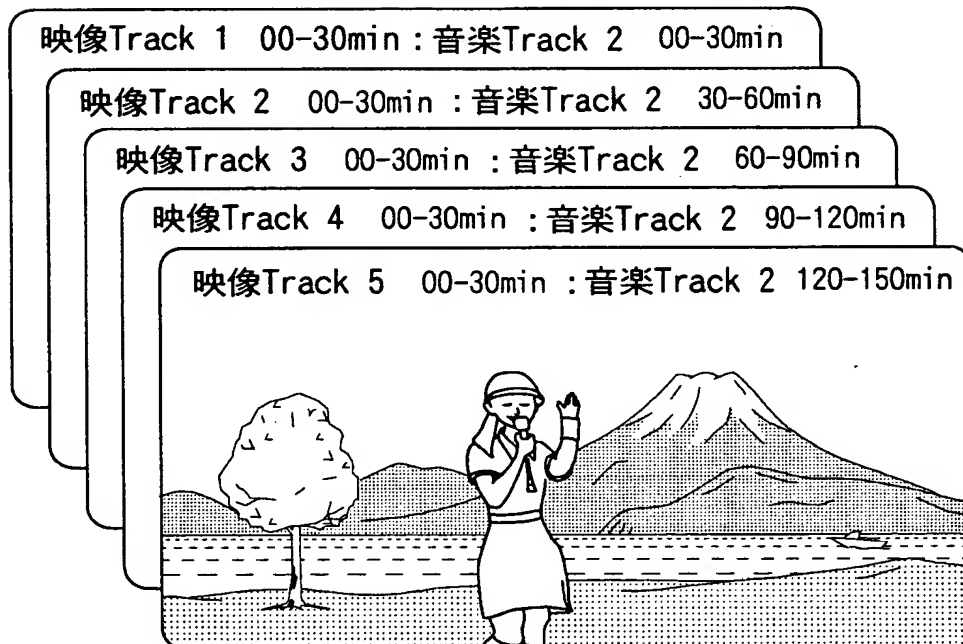 映像Track 1 00-30min：音楽Track 2 00-30min
映像Track 2 00-30min：音楽Track 2 30-60min
映像Track 3 00-30min：音楽Track 2 60-90min
映像Track 4 00-30min：音楽Track 2 90-120min
映像Track 5 00-30min：音楽Track 2 120-150min